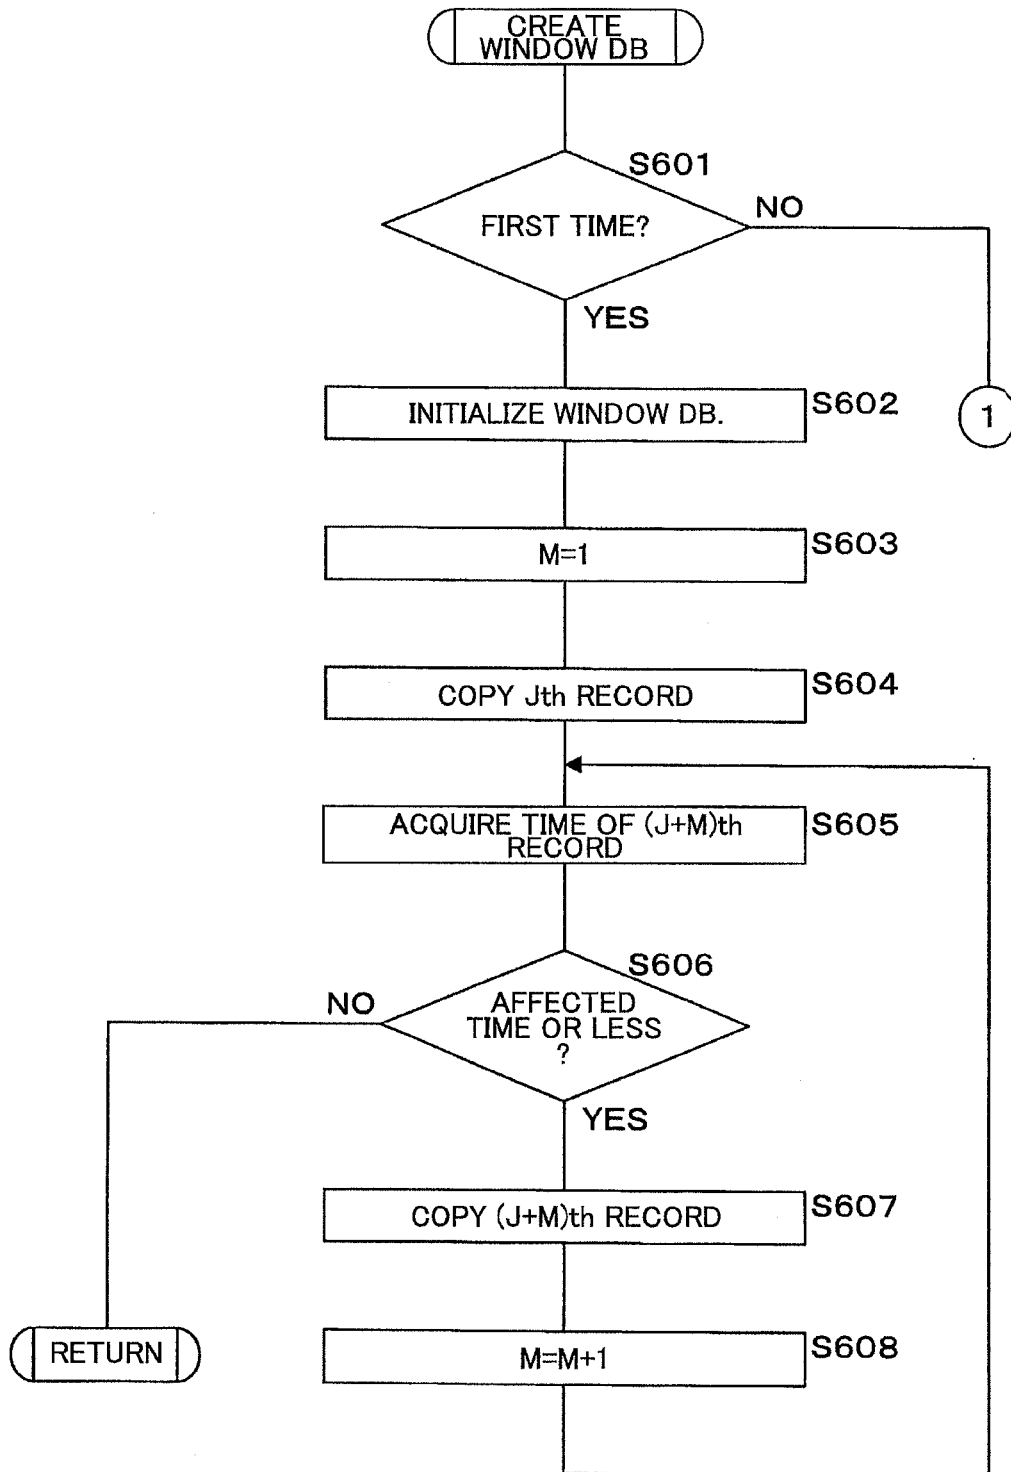 CREATE
WINDOW DB
S601
FIRST TIME?
NO
YES
INITIALIZE WINDOW DB.
S602
1
M=1
S603
COPY Jth RECORD
S604
ACQUIRE TIME OF (J+M)th
RECORD
S605
S606
NO
AFFECTED
TIME OR LESS
?
YES
COPY (J+M)th RECORD
S607
RETURN
M=M+1
S608